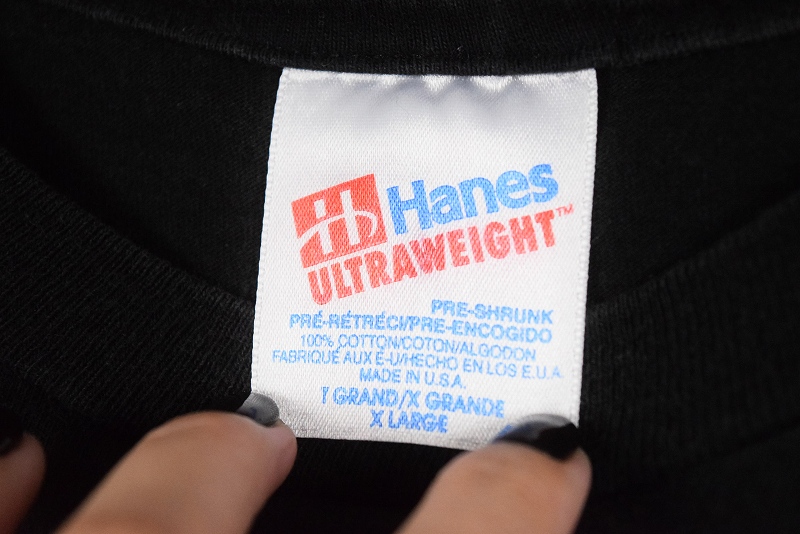 Hanes
ULTRAWEIGHT™
PRE-SHRUNK
PRÉ-RÉTRÉCI/PRE-ENCOGIDO
100% COTTON/COTON/ALGODON
FABRIQUÉ AUX É-U/HECHO EN LOS E.U.A.
MADE IN U.S.A.
T GRAND/X GRANDE
X LARGE